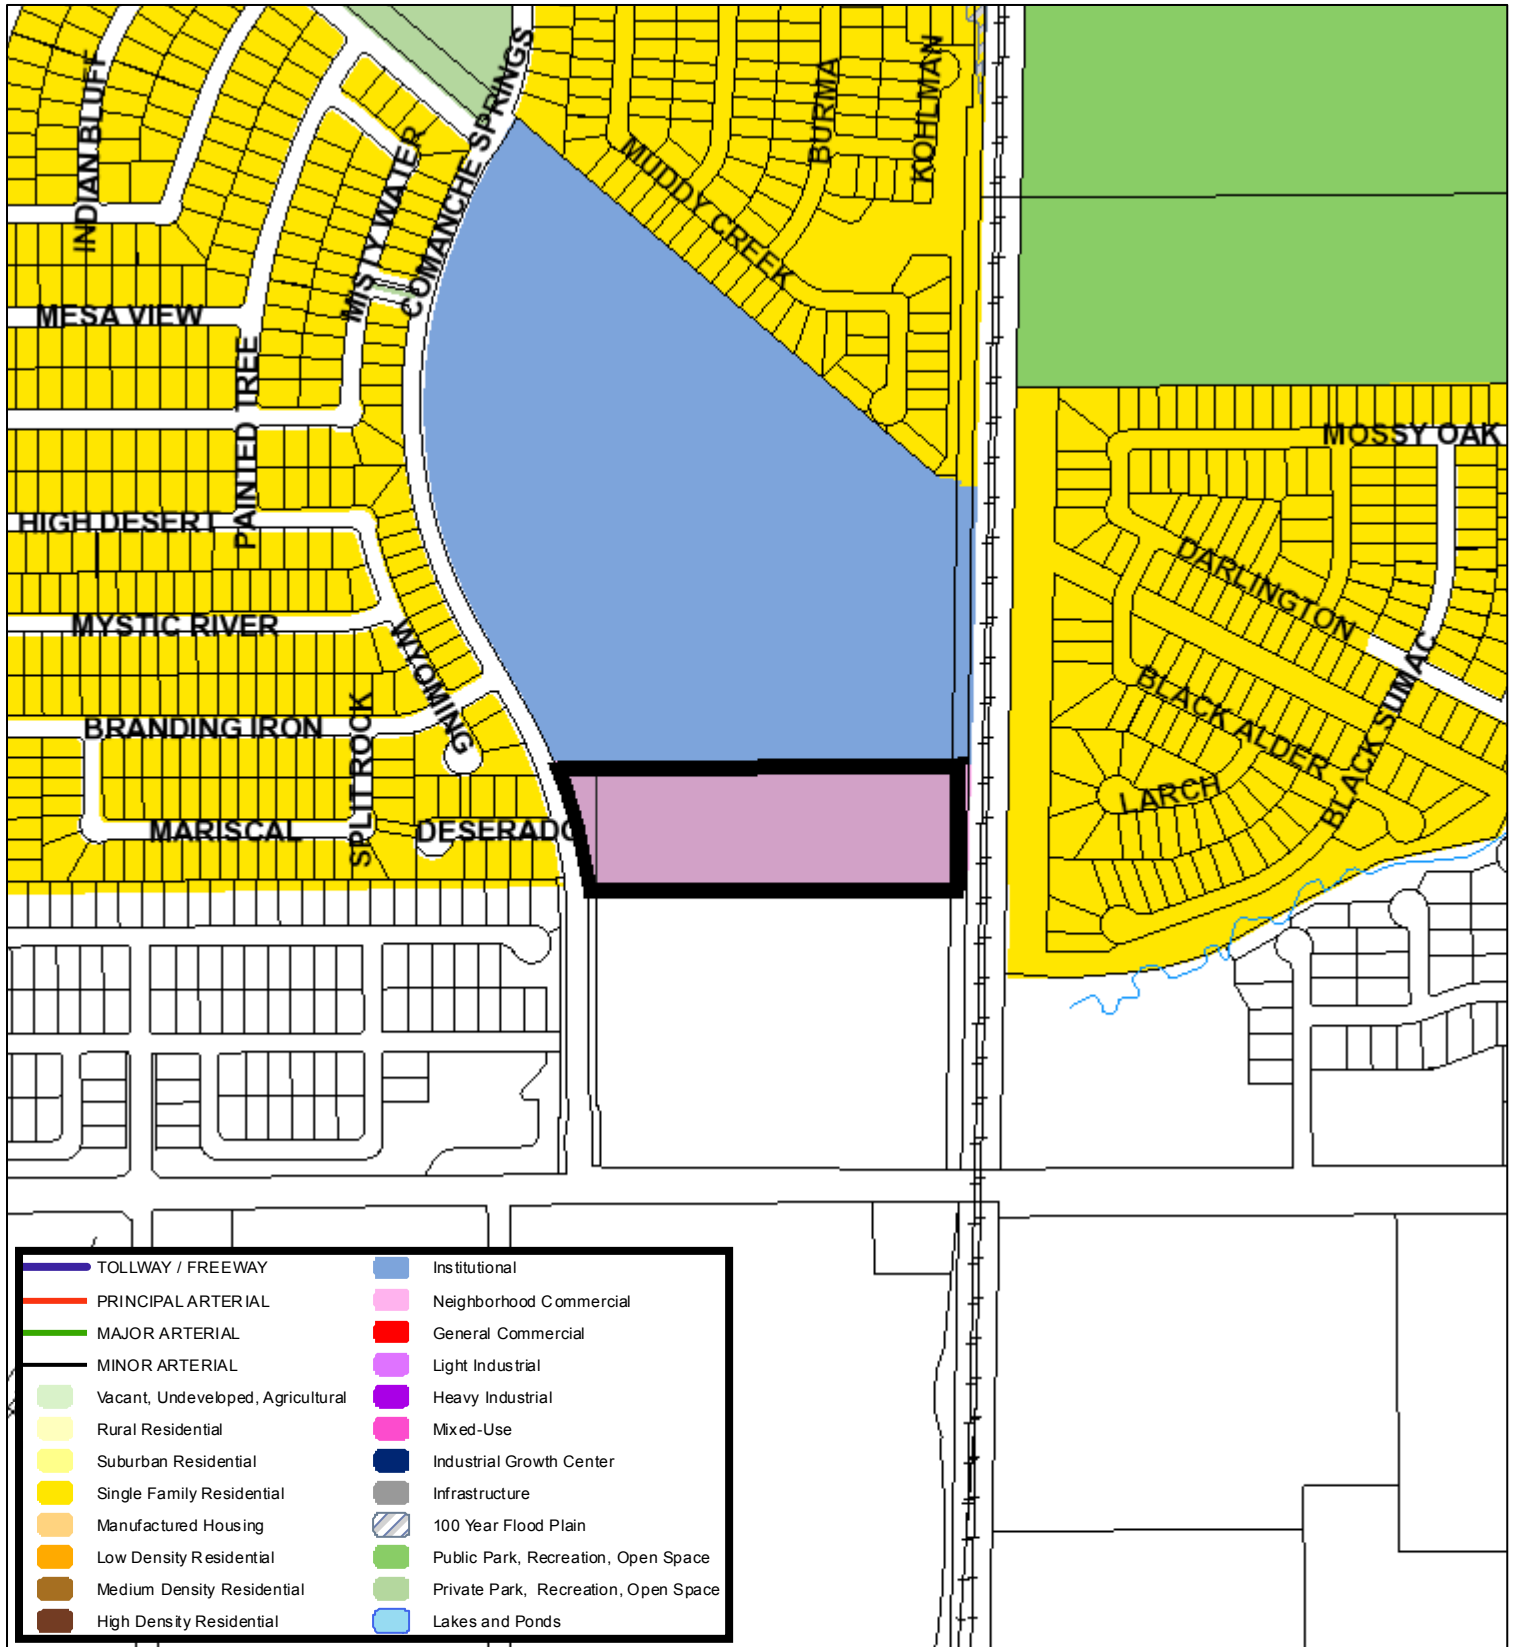 INDIAN BLUFF
MISTY WATER
COMANCHE SPRINGS
MUDDY CREEK
BURMA
KOHLMAN
MESA VIEW
PAINTED TREE
HIGH DESERT
MYSTIC RIVER
WYOMING
BRANDING IRON
SPLIT ROCK
MARISCAL
DESERADO
MOSSY OAK
DARLINGTON
BLACK ALDER
BLACK SUMAC
LARCH
TOLLWAY / FREEWAY
PRINCIPAL ARTERIAL
MAJOR ARTERIAL
MINOR ARTERIAL
Vacant, Undeveloped, Agricultural
Rural Residential
Suburban Residential
Single Family Residential
Manufactured Housing
Low Density Residential
Medium Density Residential
High Density Residential
Institutional
Neighborhood Commercial
General Commercial
Light Industrial
Heavy Industrial
Mixed-Use
Industrial Growth Center
Infrastructure
100 Year Flood Plain
Public Park, Recreation, Open Space
Private Park, Recreation, Open Space
Lakes and Ponds